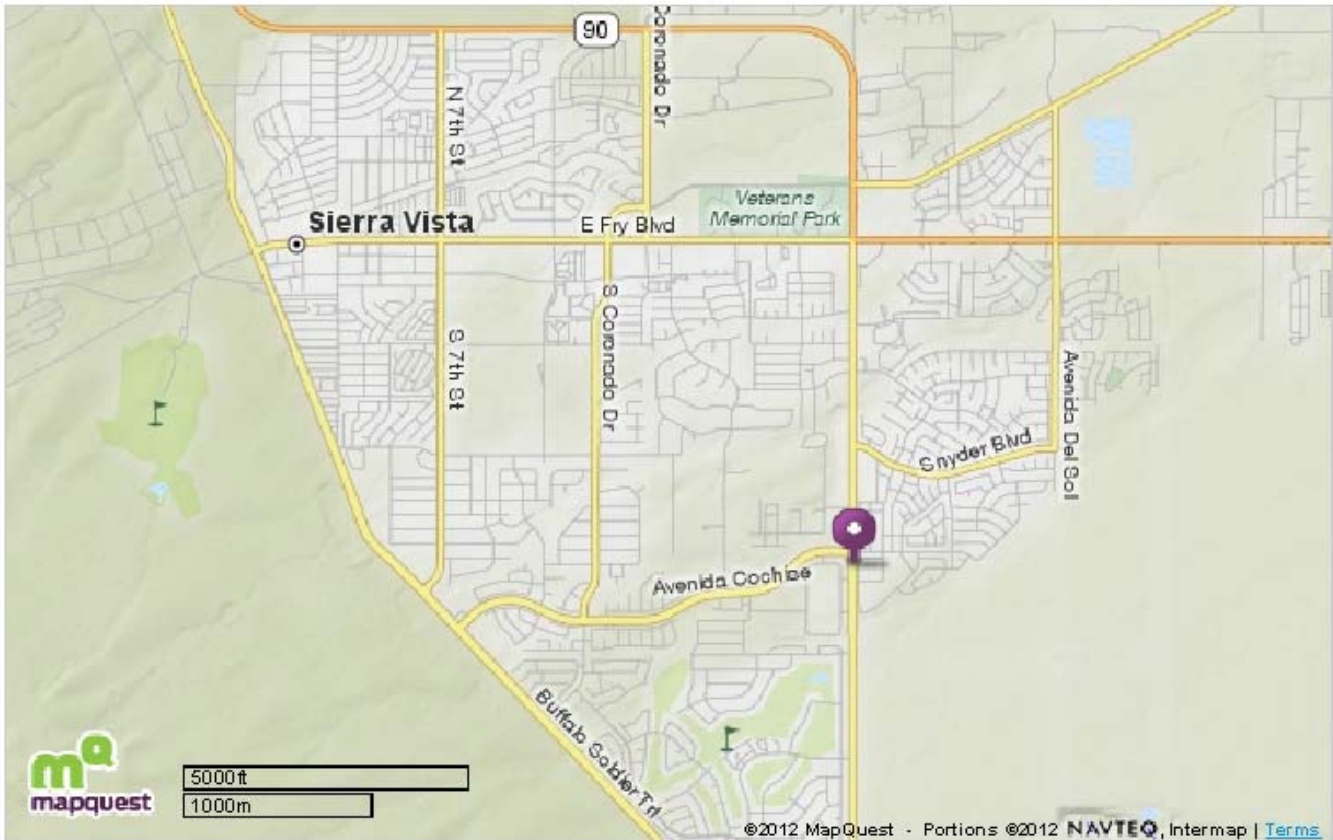 90
Coronado Dr
N 7th St
Veterans
Memorial Park
Sierra Vista
E Fry Blvd
S Coronado Dr
S 7th St
Avenida Del Sol
Snyder Blvd
Avenida Cochise
Buffalo Soldier Trl
mQ
mapquest
5000ft
1000m
©2012 MapQuest - Portions ©2012 NAVTEQ, Intermap | Terms